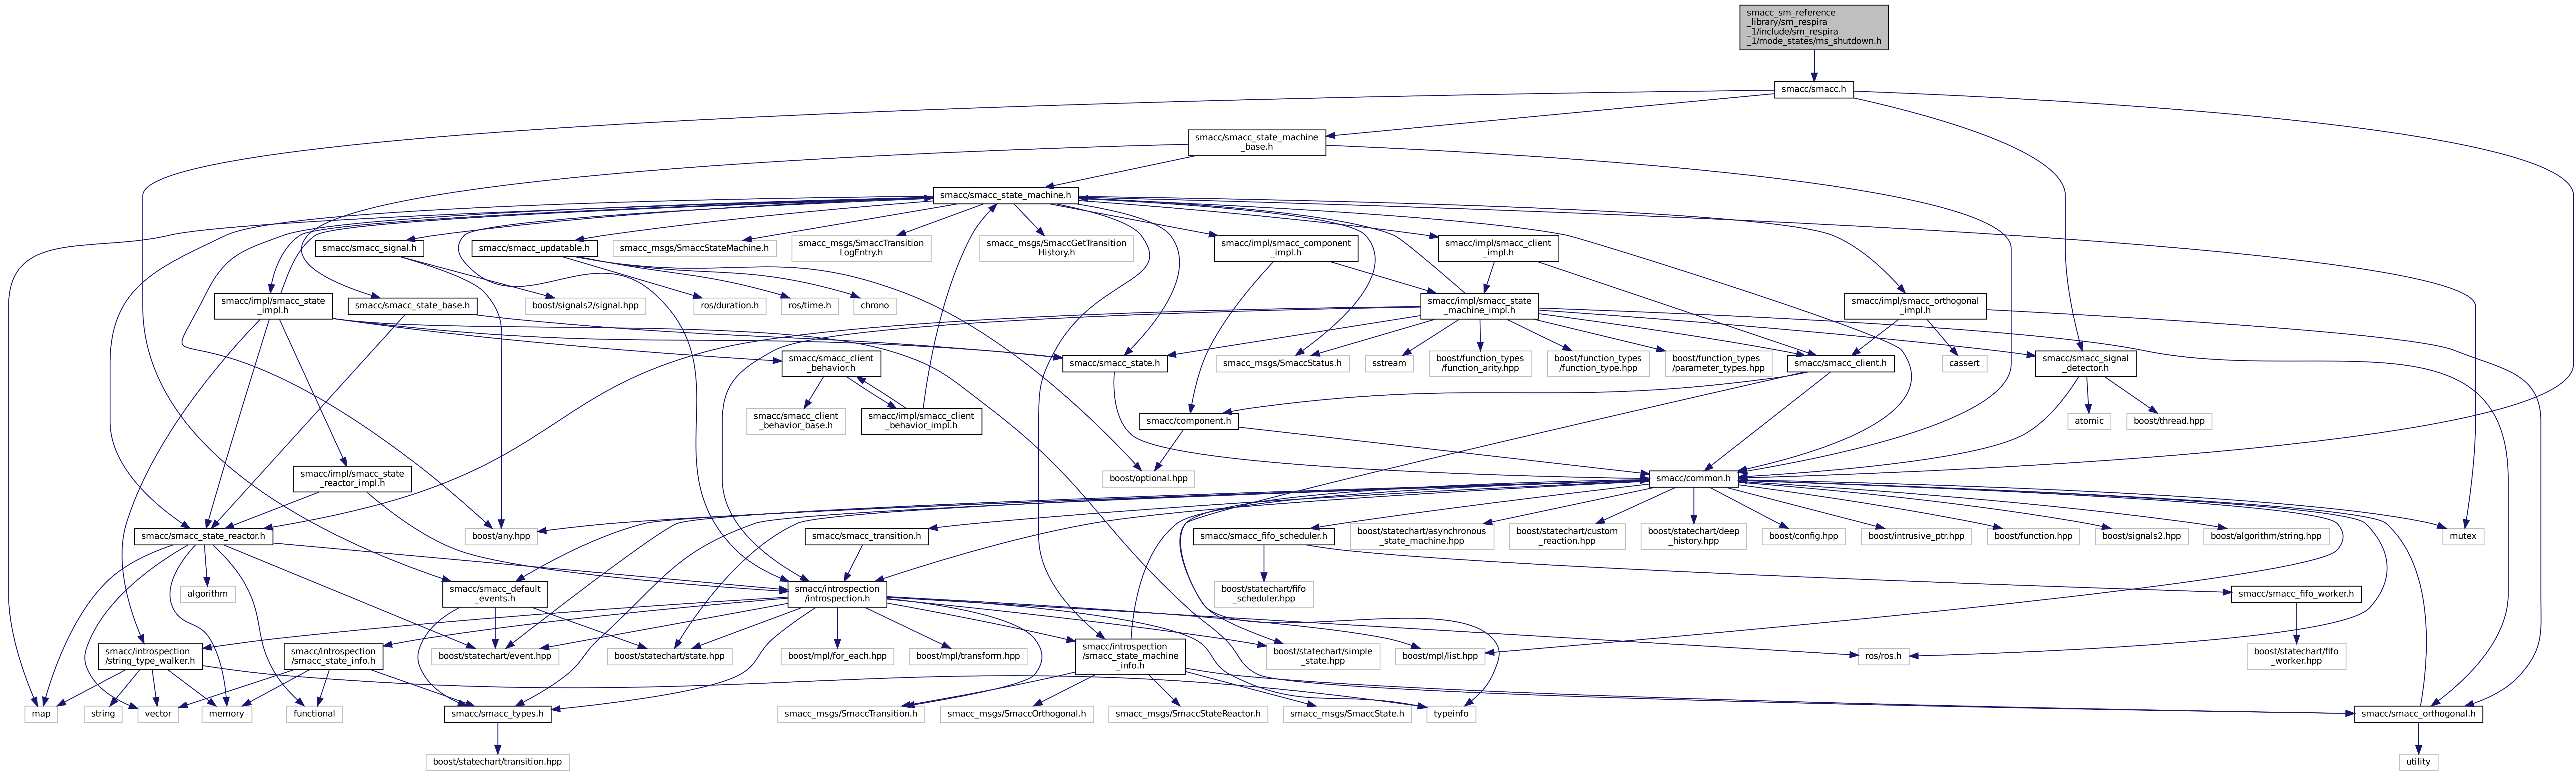 smacc_sm_reference
_library/sm_respira
_1/include/sm_respira
_1/mode_states/ms_shutdown.h
smacc/smacc.h
smacc/smacc_state_machine
_base.h
smacc/smacc_state_machine.h
smacc/smacc_signal.h
smacc/smacc_updatable.h
smacc_msgs/SmaccStateMachine.h
smacc_msgs/SmaccTransition
LogEntry.h
smacc_msgs/SmaccGetTransition
History.h
smacc/impl/smacc_component
_impl.h
smacc/impl/smacc_client
_impl.h
smacc/impl/smacc_state
_impl.h
smacc/smacc_state_base.h
boost/signals2/signal.hpp
ros/duration.h
ros/time.h
chrono
smacc/impl/smacc_state
_machine_impl.h
smacc/impl/smacc_orthogonal
_impl.h
smacc/smacc_client
_behavior.h
smacc/smacc_state.h
smacc_msgs/SmaccStatus.h
sstream
boost/function_types
/function_arity.hpp
boost/function_types
/function_type.hpp
boost/function_types
/parameter_types.hpp
smacc/smacc_client.h
cassert
smacc/smacc_signal
_detector.h
smacc/smacc_client
_behavior_base.h
smacc/impl/smacc_client
_behavior_impl.h
smacc/component.h
atomic
boost/thread.hpp
smacc/impl/smacc_state
_reactor_impl.h
boost/optional.hpp
smacc/common.h
smacc/smacc_state_reactor.h
boost/any.hpp
smacc/smacc_transition.h
smacc/smacc_fifo_scheduler.h
boost/statechart/asynchronous
_state_machine.hpp
boost/statechart/custom
_reaction.hpp
boost/statechart/deep
_history.hpp
boost/config.hpp
boost/intrusive_ptr.hpp
boost/function.hpp
boost/signals2.hpp
boost/algorithm/string.hpp
mutex
algorithm
smacc/smacc_default
_events.h
smacc/introspection
/introspection.h
boost/statechart/fifo
_scheduler.hpp
smacc/smacc_fifo_worker.h
smacc/introspection
/string_type_walker.h
smacc/introspection
/smacc_state_info.h
boost/statechart/event.hpp
boost/statechart/state.hpp
boost/mpl/for_each.hpp
boost/mpl/transform.hpp
smacc/introspection
/smacc_state_machine
_info.h
boost/statechart/simple
_state.hpp
boost/mpl/list.hpp
ros/ros.h
boost/statechart/fifo
_worker.hpp
map
string
vector
memory
functional
smacc/smacc_types.h
smacc_msgs/SmaccTransition.h
smacc_msgs/SmaccOrthogonal.h
smacc_msgs/SmaccStateReactor.h
smacc_msgs/SmaccState.h
typeinfo
smacc/smacc_orthogonal.h
boost/statechart/transition.hpp
utility